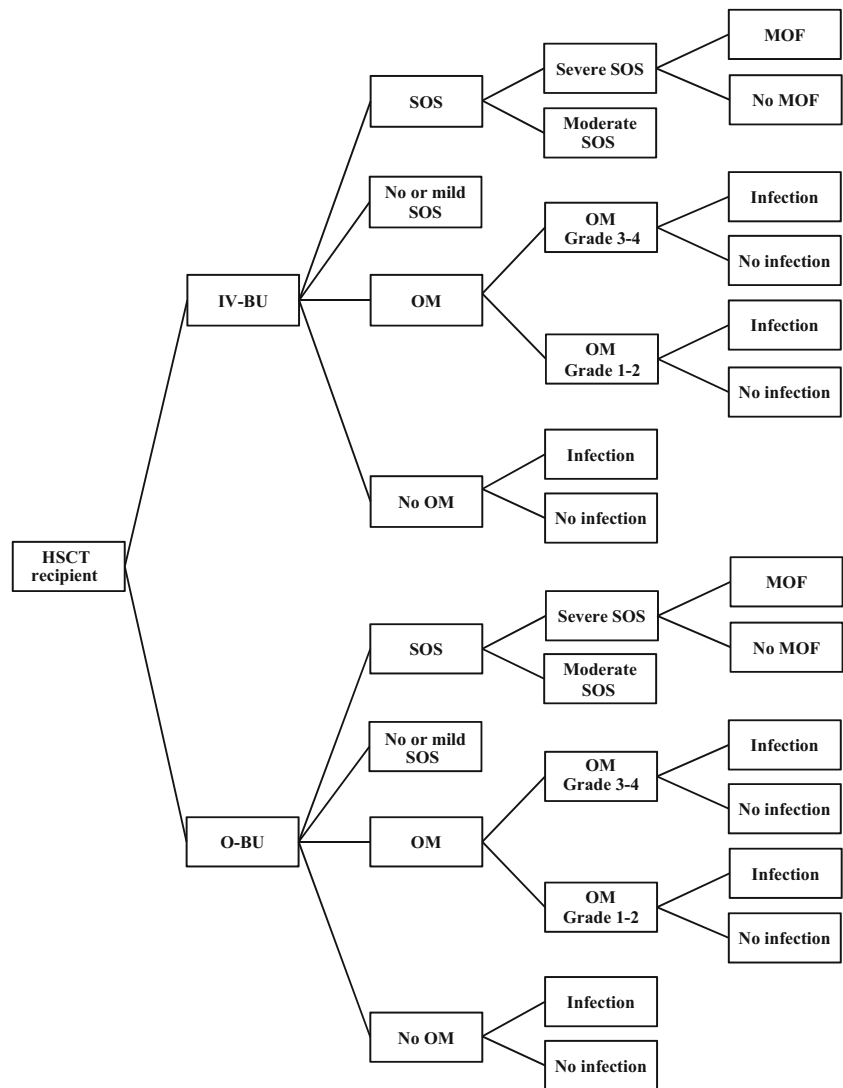 MOF
Severe SOS
SOS
No MOF
Moderate
SOS
No or mild
SOS
Infection
OM
Grade 3-4
No infection
IV-BU
OM
Infection
OM
Grade 1-2
No infection
Infection
No OM
No infection
HSCT
recipient
MOF
Severe SOS
SOS
No MOF
Moderate
SOS
No or mild
SOS
Infection
OM
Grade 3-4
No infection
O-BU
OM
Infection
OM
Grade 1-2
No infection
Infection
No OM
No infection